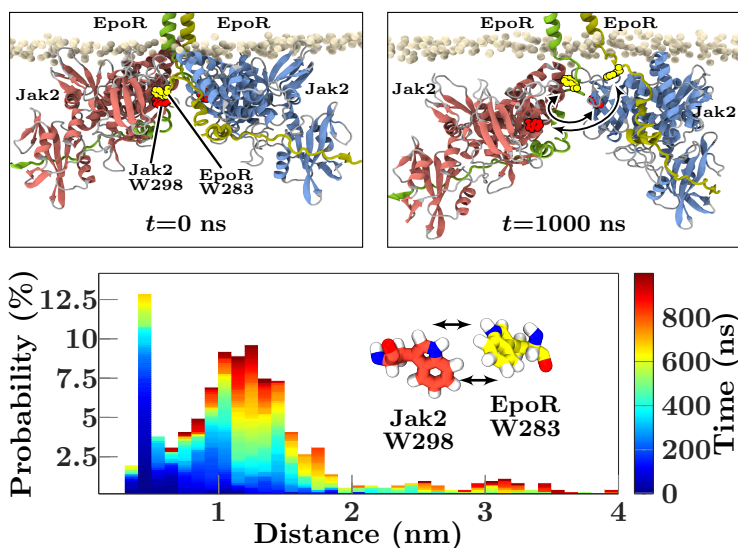 EpoR EpoR
Jak2
Jak2
Jak2
W298
EpoR
W283
t=0 ns
EpoR EpoR
Jak2
Jak2
t=1000 ns
Probability (%)
12.5
10
7.5
5
2.5
1 2 3 4
Distance (nm)
Jak2
W298
EpoR
W283
800
600
400
200
0
Time (ns)